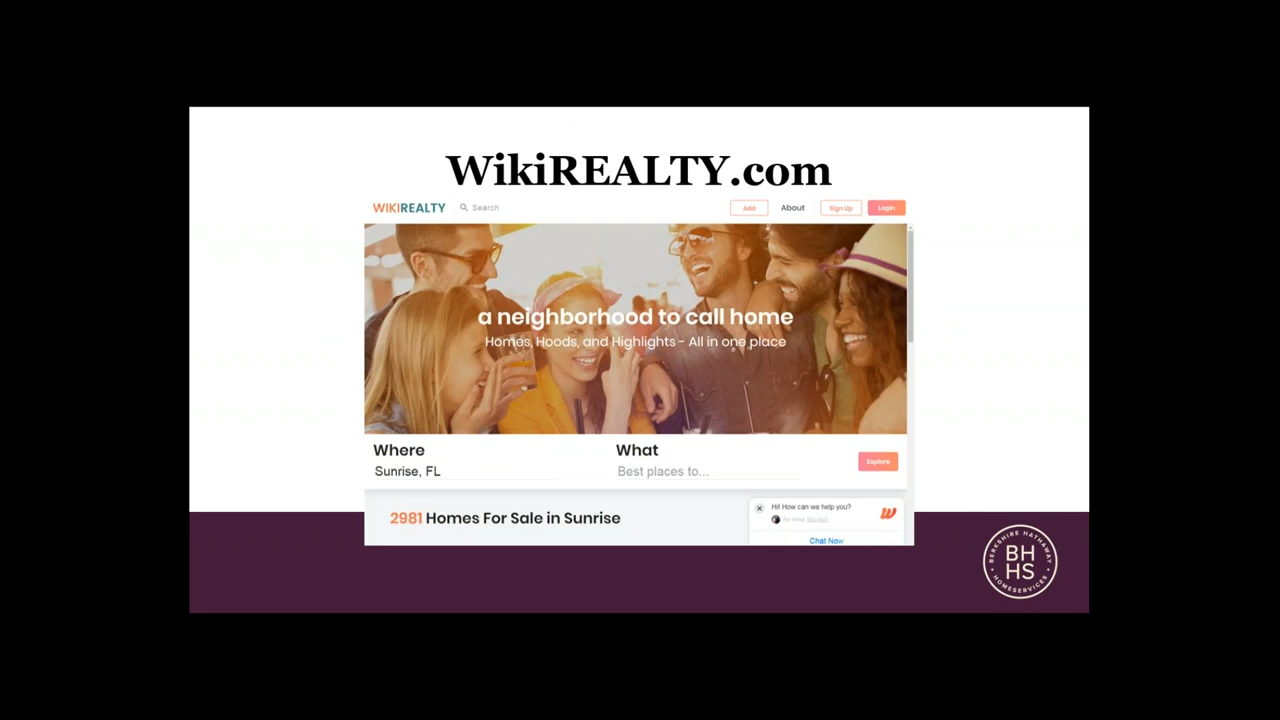 WikiREALTY.com
WIKIREALTY Search Add About Sign Up Login
a neighborhood to call home
Homes, Hoods, and Highlights - All in one place
Where What
Sunrise, FL Best places to... Explore
2981 Homes For Sale in Sunrise
Hi! How can we help you?
Chat Now
BERKSHIRE HATHAWAY
BH
HS
HOMESERVICES